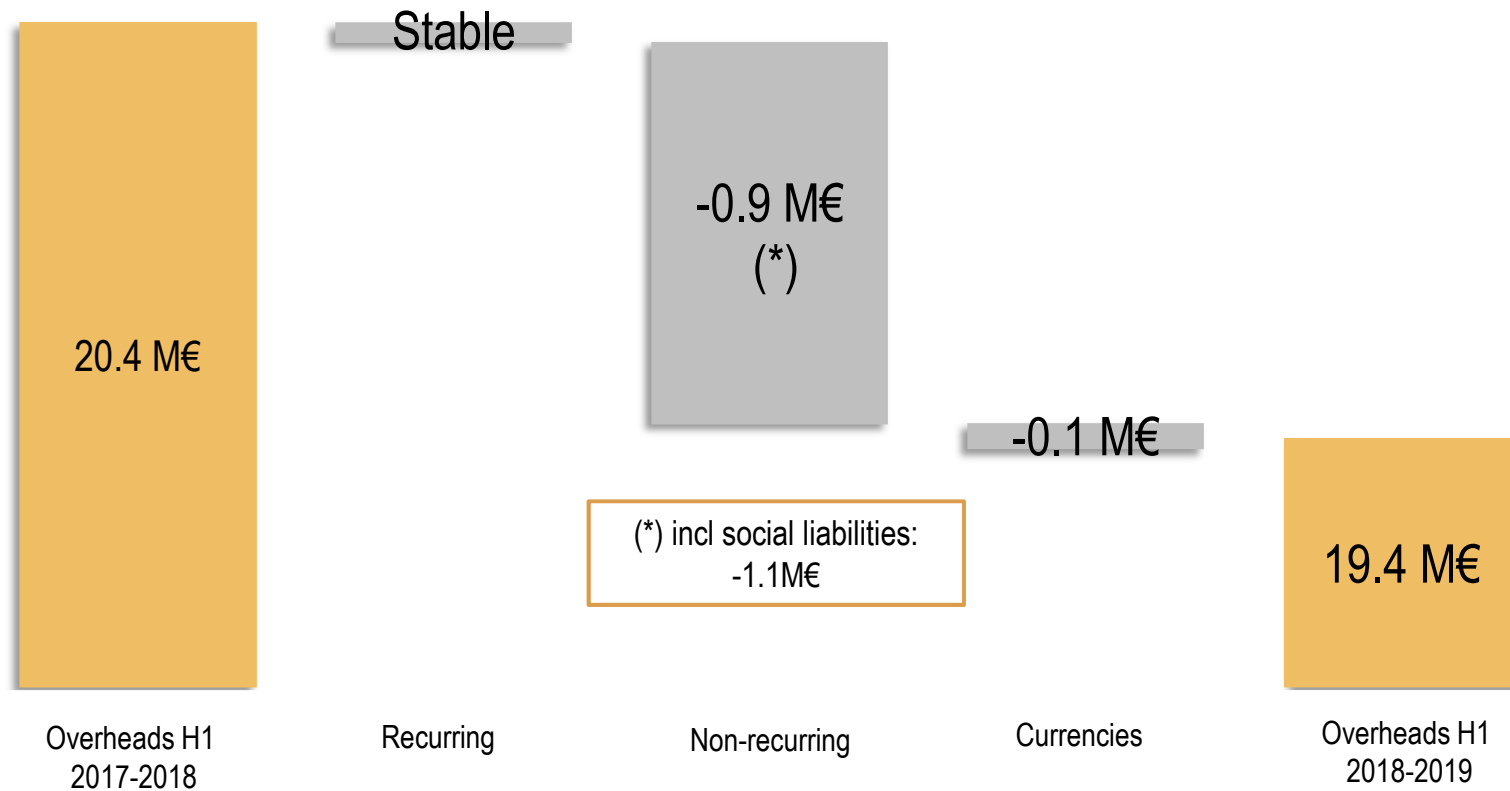 Stable
-0.9 M€
(*)
20.4 M€
-0.1 M€
(*) incl social liabilities:
-1.1M€
19.4 M€
Overheads H1
2017-2018
Recurring
Non-recurring
Currencies
Overheads H1
2018-2019